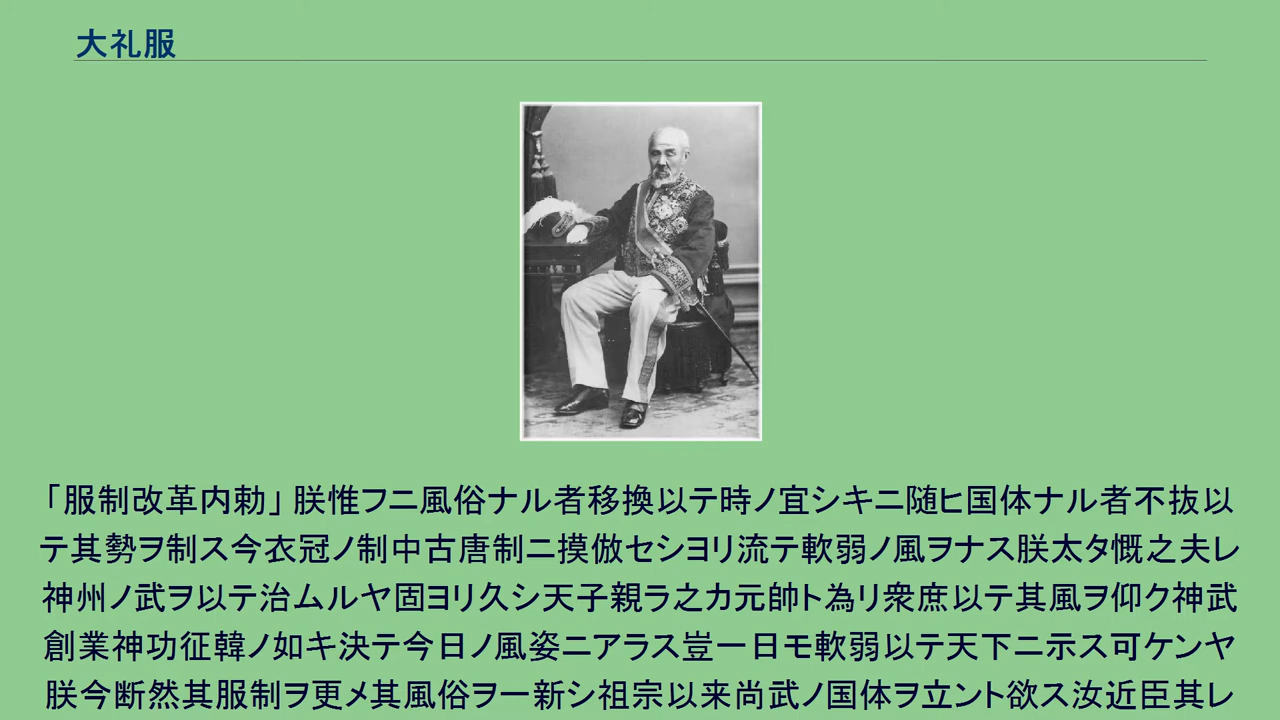 大礼服
「服制改革内勅」朕惟フニ風俗ナル者移換以テ時ノ宜シキニ随ヒ国体ナル者不抜以
テ其勢ヲ制ス今衣冠ノ制中古唐制ニ摸倣セシヨリ流テ軟弱ノ風ヲナス朕太タ慨之夫レ
神州ノ武ヲ以テ治ムルヤ固ヨリ久シ天子親ラ之カ元帥ト為リ衆庶以テ其風ヲ仰ク神武
創業神功征韓ノ如キ決テ今日ノ風姿ニアラス豈一日モ軟弱以テ天下ニ示ス可ケンヤ
朕今断然其服制ヲ更メ其風俗ヲ一新シ祖宗以来尚武ノ国体ヲ立ント欲ス汝近臣其レ